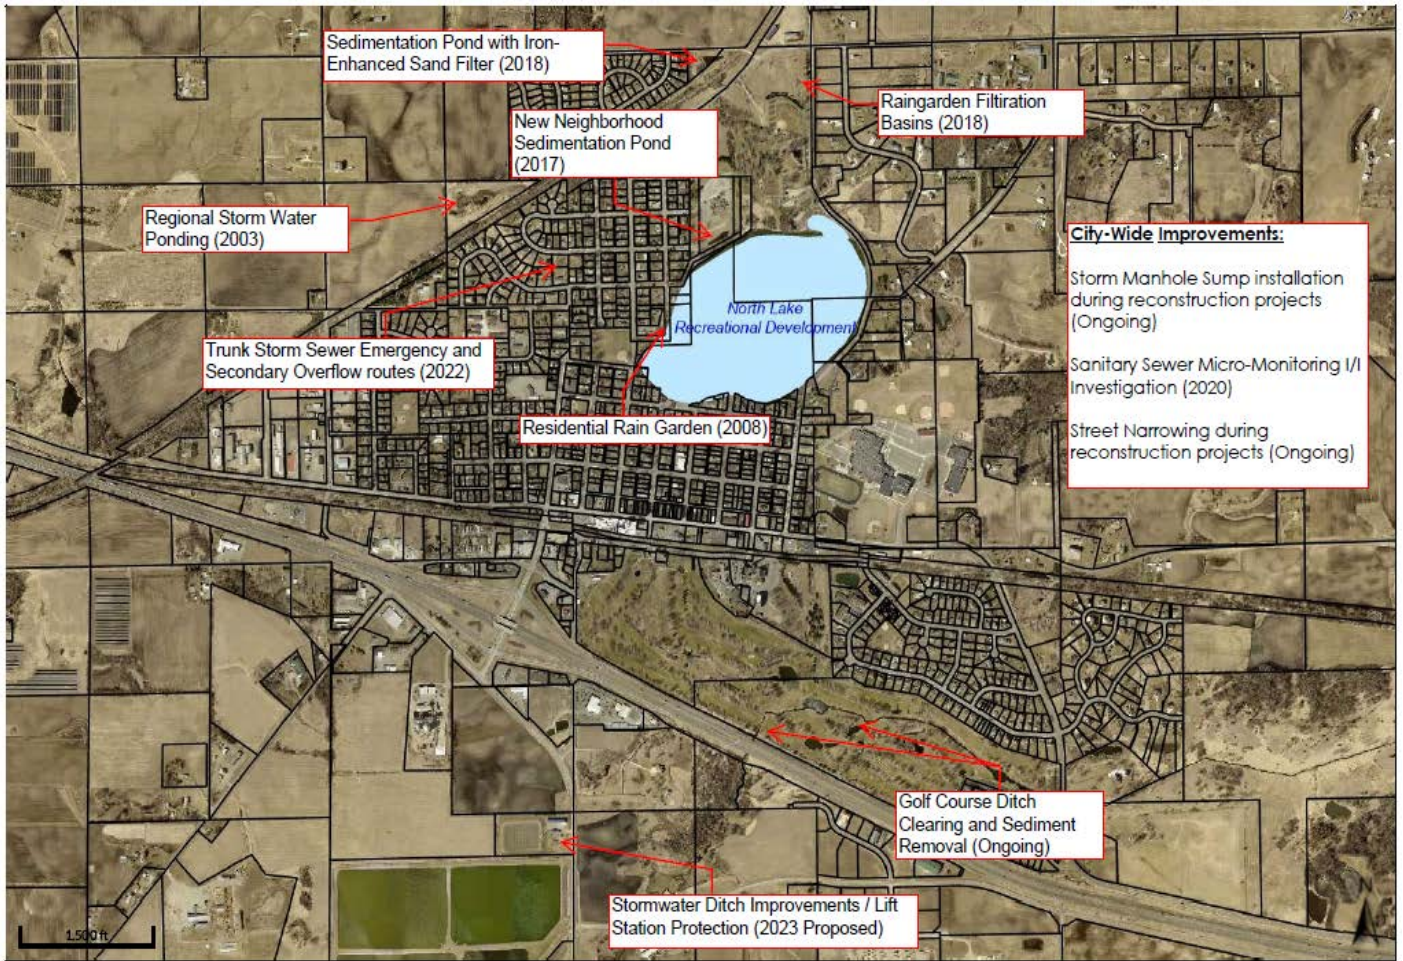 Sedimentation Pond with Iron-
Enhanced Sand Filter (2018)
Raingarden Filtiration
Basins (2018)
New Neighborhood
Sedimentation Pond
(2017)
Regional Storm Water
Ponding (2003)
City-Wide Improvements:
Storm Manhole Sump installation
during reconstruction projects
(Ongoing)
Sanitary Sewer Micro-Monitoring I/I
Investigation (2020)
Street Narrowing during
reconstruction projects (Ongoing)
North Lake
Recreational Development
Trunk Storm Sewer Emergency and
Secondary Overflow routes (2022)
Residential Rain Garden (2008)
Golf Course Ditch
Clearing and Sediment
Removal (Ongoing)
Stormwater Ditch Improvements / Lift
Station Protection (2023 Proposed)
1,500 ft
N